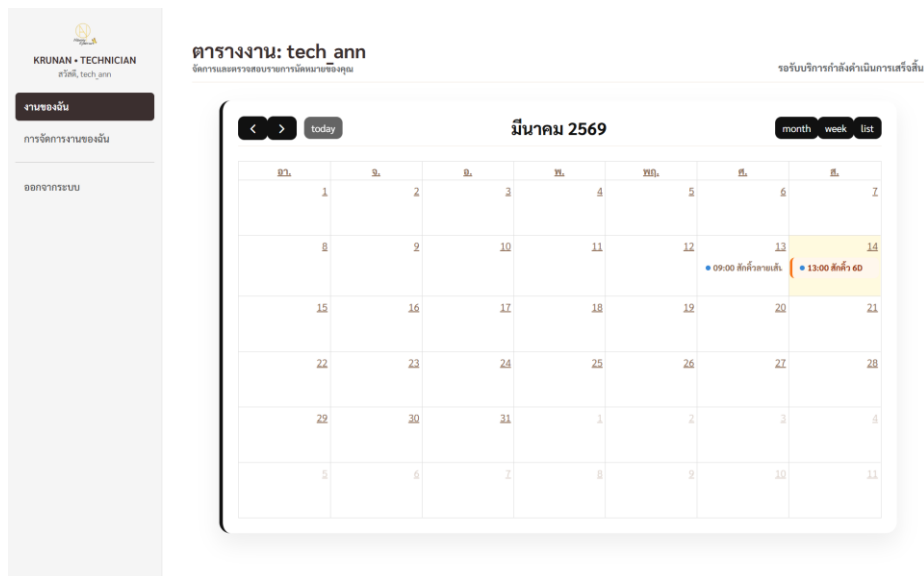 KRUNAN • TECHNICIAN
สวัสดี, tech_ann
งานของฉัน
การจัดการงานของฉัน
ออกจากระบบ
ตารางงาน: tech_ann
จัดการและตรวจสอบรายการนัดหมายของคุณ
รอรับบริการกำลังดำเนินการเสร็จสิ้น
today
มีนาคม 2569
month week list
อา. จ. อ. พ. พฤ. ศ. ส.
1 2 3 4 5 6 7
8 9 10 11 12 13 14
09:00 สักคิ้วลายเส้น 13:00 สักคิ้ว 6D
15 16 17 18 19 20 21
22 23 24 25 26 27 28
29 30 31 1 2 3 4
5 6 7 8 9 10 11